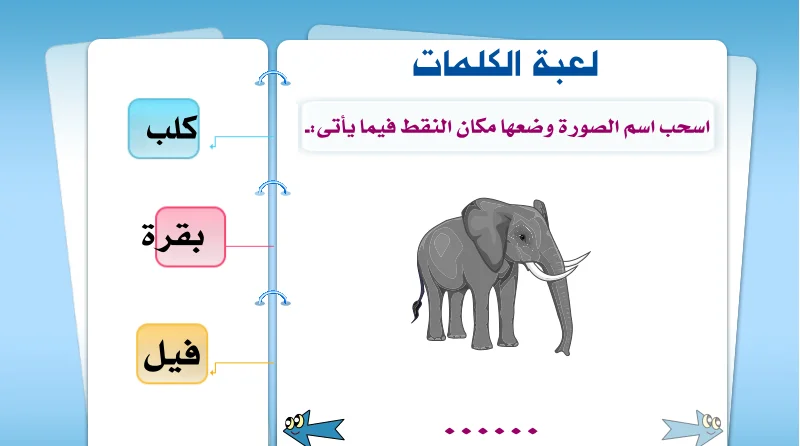 لعبة الكلمات
اسحب اسم الصورة وضعها مكان النقط فيما يأتى :ـ
كلب
بقرة
فيل
......